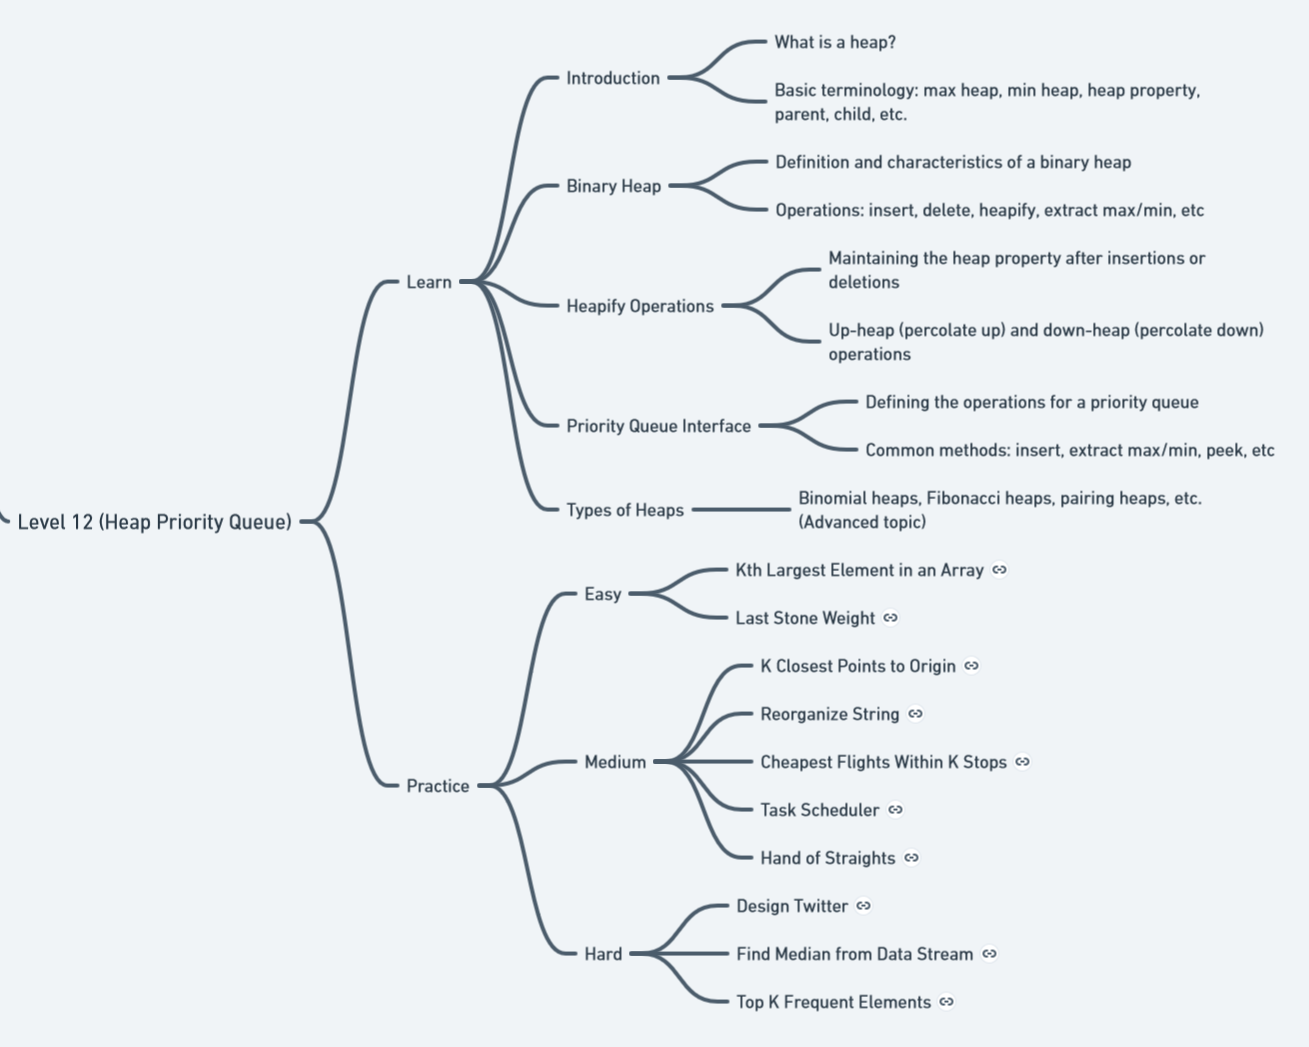 What is a heap?
Introduction
Basic terminology: max heap, min heap, heap property,
parent, child, etc.
Definition and characteristics of a binary heap
Binary Heap
Operations: insert, delete, heapify, extract max/min, etc
Maintaining the heap property after insertions or
deletions
Learn
Heapify Operations
Up-heap (percolate up) and down-heap (percolate down)
operations
Defining the operations for a priority queue
Priority Queue Interface
Common methods: insert, extract max/min, peek, etc
Binomial heaps, Fibonacci heaps, pairing heaps, etc.
Types of Heaps
(Advanced topic)
Level 12 (Heap Priority Queue)
Kth Largest Element in an Array
Easy
Last Stone Weight
K Closest Points to Origin
Reorganize String
Medium
Cheapest Flights Within K Stops
Practice
Task Scheduler
Hand of Straights
Design Twitter
Hard
Find Median from Data Stream
Top K Frequent Elements